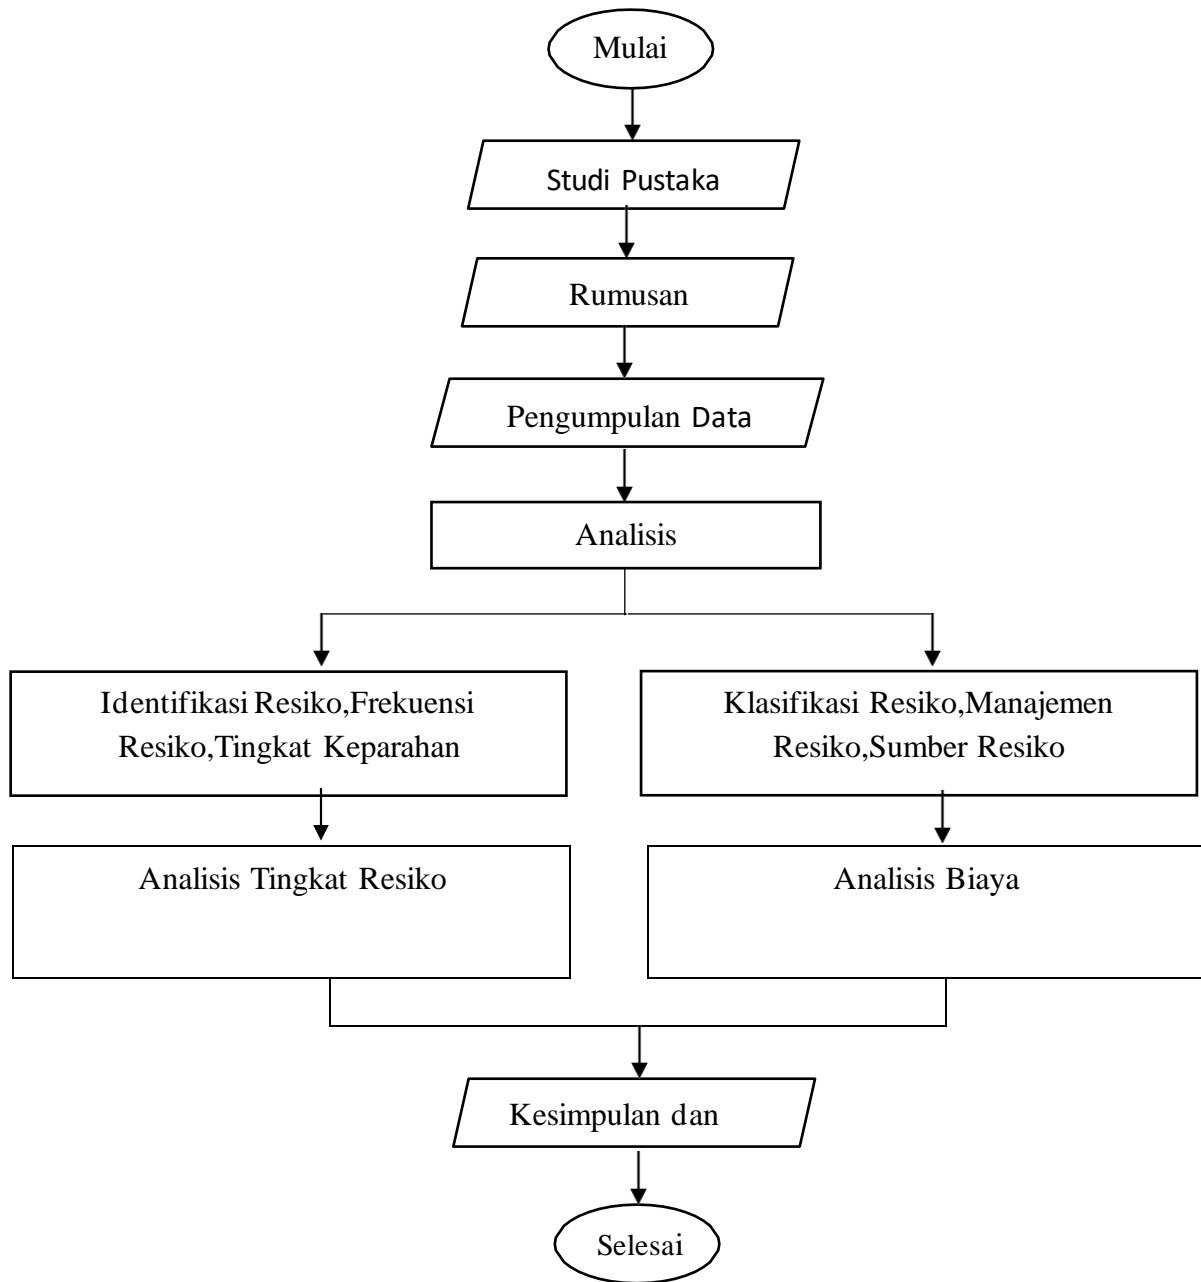 Mulai
Studi Pustaka
Rumusan
Pengumpulan Data
Analisis
Identifikasi Resiko,Frekuensi
Resiko,Tingkat Keparahan
Klasifikasi Resiko,Manajemen
Resiko,Sumber Resiko
Analisis Tingkat Resiko
Analisis Biaya
Kesimpulan dan
Selesai